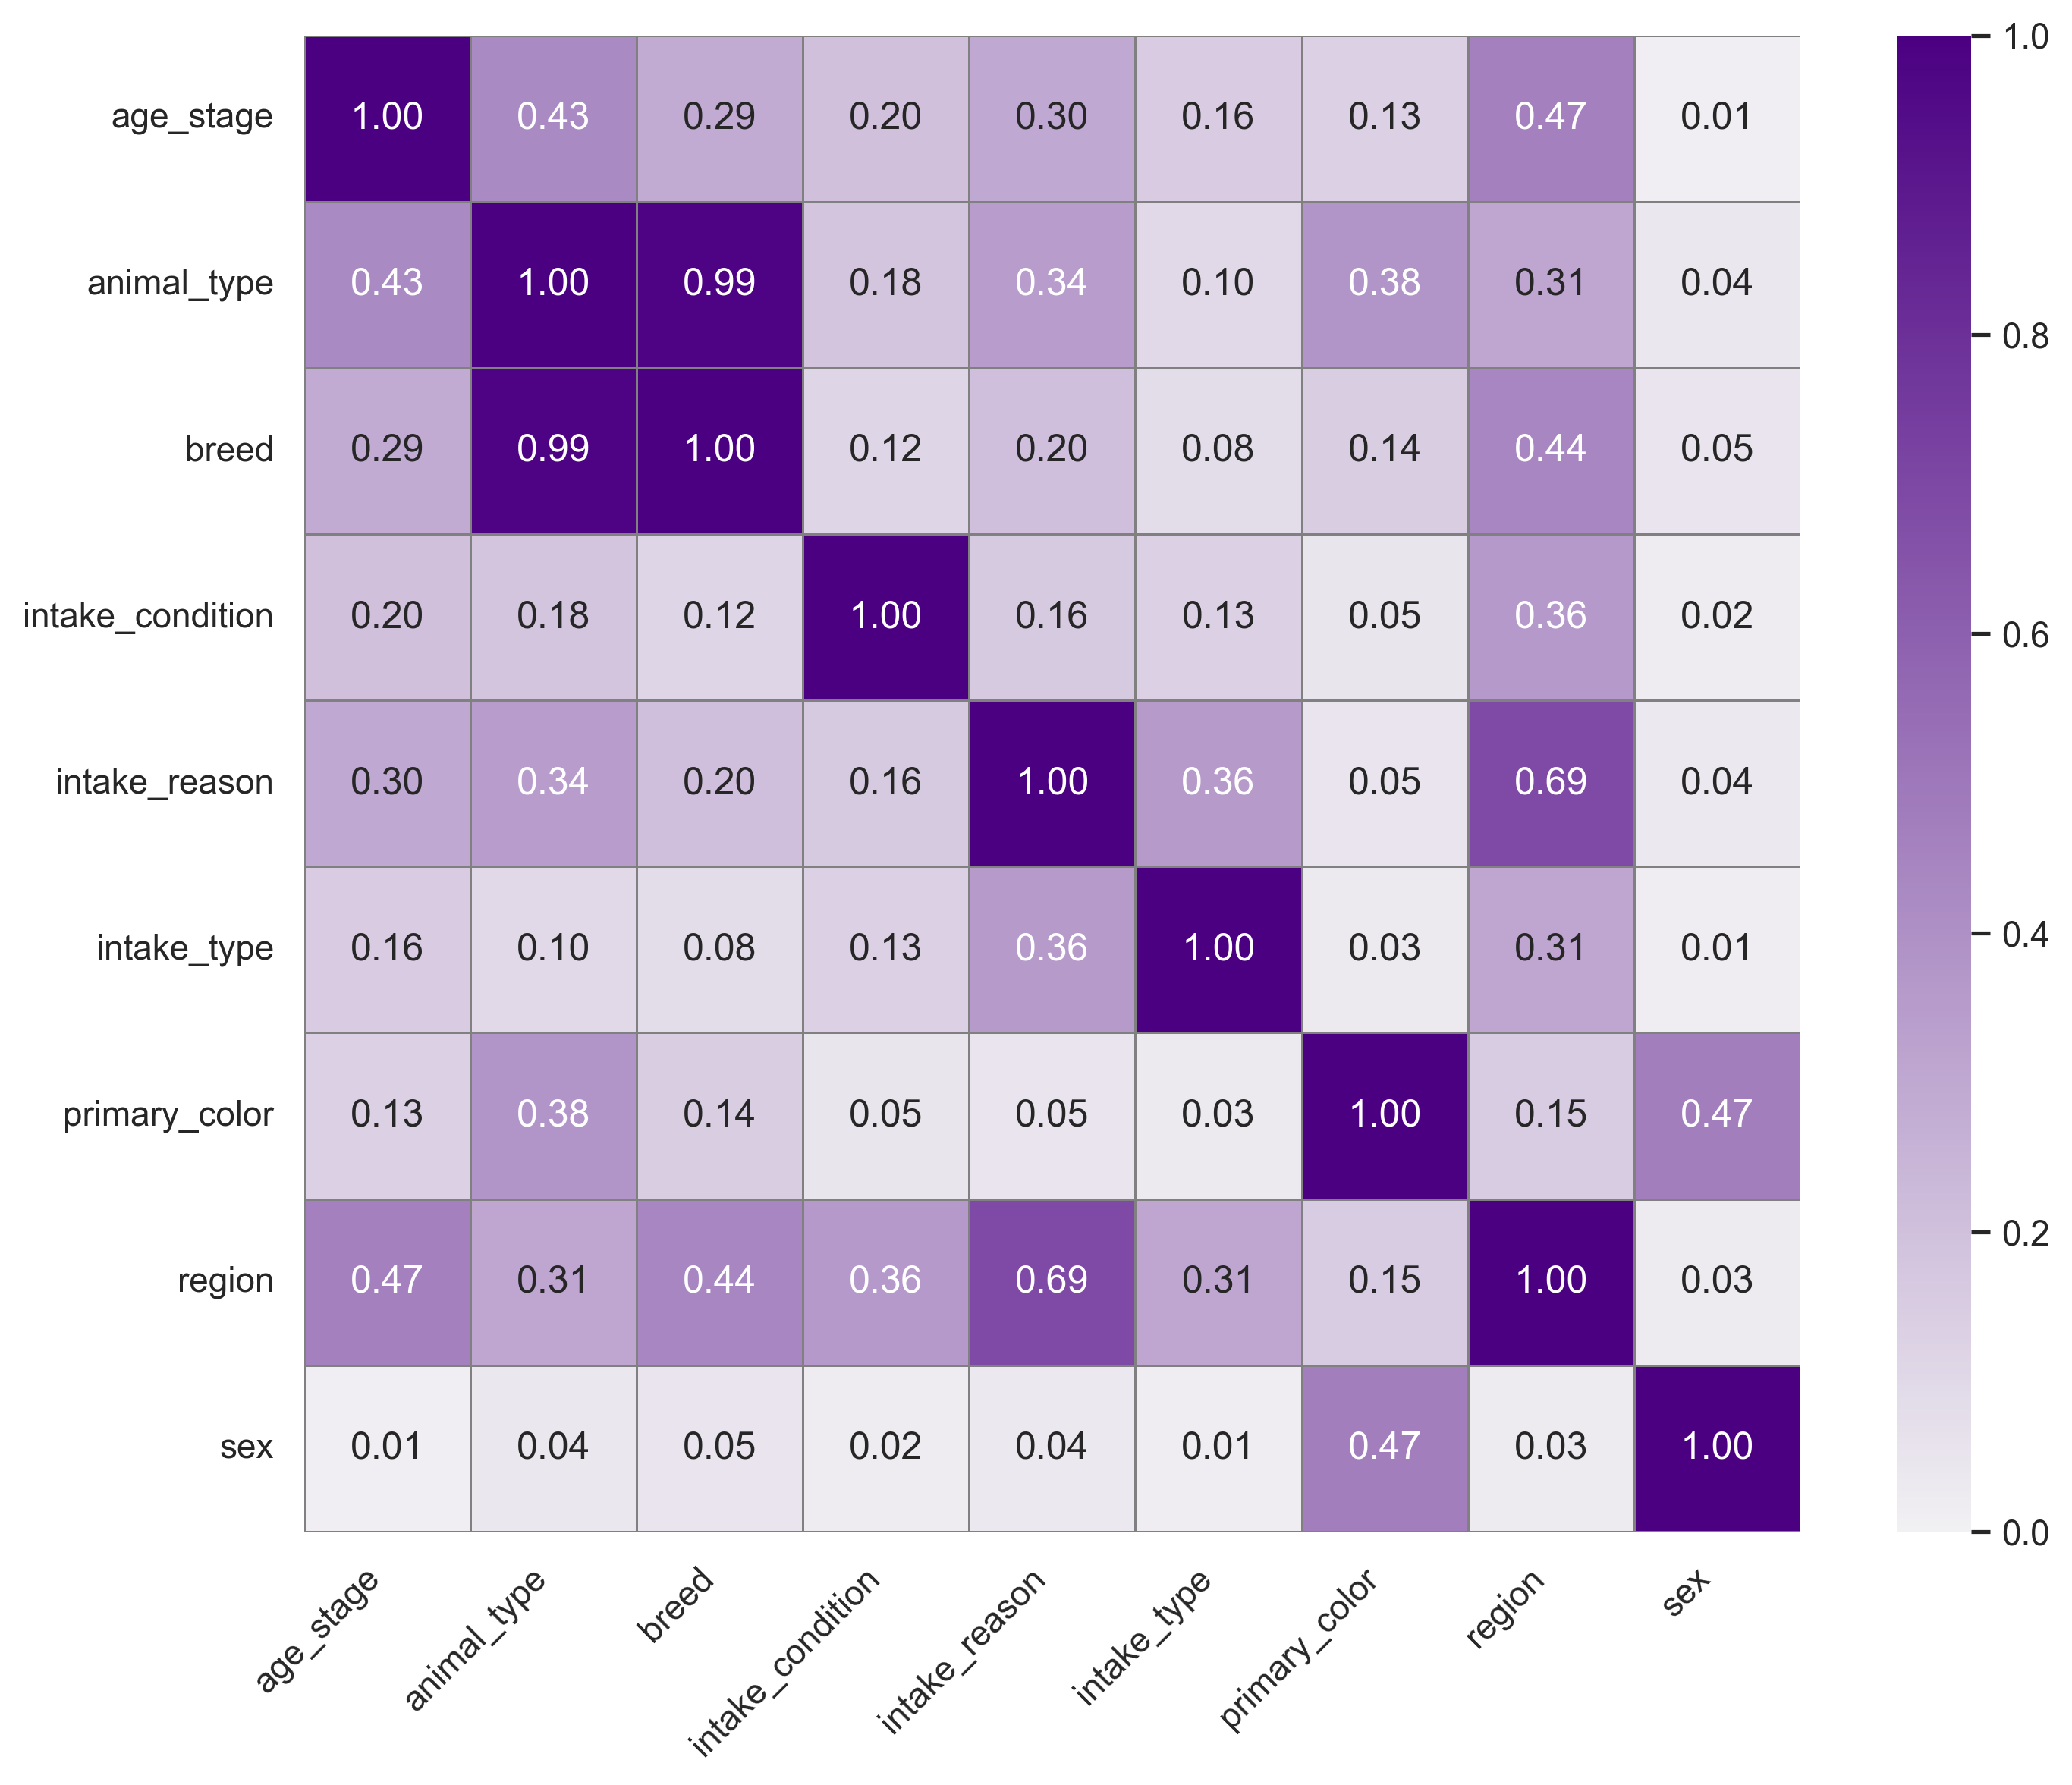 age_stage 1.00 0.43 0.29 0.20 0.30 0.16 0.13 0.47 0.01
animal_type 0.43 1.00 0.99 0.18 0.34 0.10 0.38 0.31 0.04
breed 0.29 0.99 1.00 0.12 0.20 0.08 0.14 0.44 0.05
intake_condition 0.20 0.18 0.12 1.00 0.16 0.13 0.05 0.36 0.02
intake_reason 0.30 0.34 0.20 0.16 1.00 0.36 0.05 0.69 0.04
intake_type 0.16 0.10 0.08 0.13 0.36 1.00 0.03 0.31 0.01
primary_color 0.13 0.38 0.14 0.05 0.05 0.03 1.00 0.15 0.47
region 0.47 0.31 0.44 0.36 0.69 0.31 0.15 1.00 0.03
sex 0.01 0.04 0.05 0.02 0.04 0.01 0.47 0.03 1.00
age_stage
animal_type
breed
intake_condition
intake_reason
intake_type
primary_color
region
sex
1.0
0.8
0.6
0.4
0.2
0.0